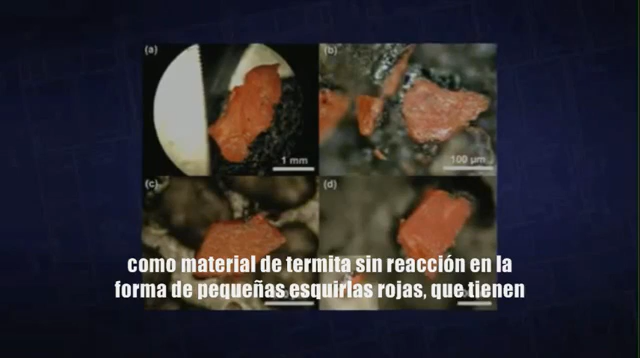 (a)
(b)
1 mm
100 µm
(c)
(d)
como material de termita sin reacción en la
forma de pequeñas esquirlas rojas, que tienen